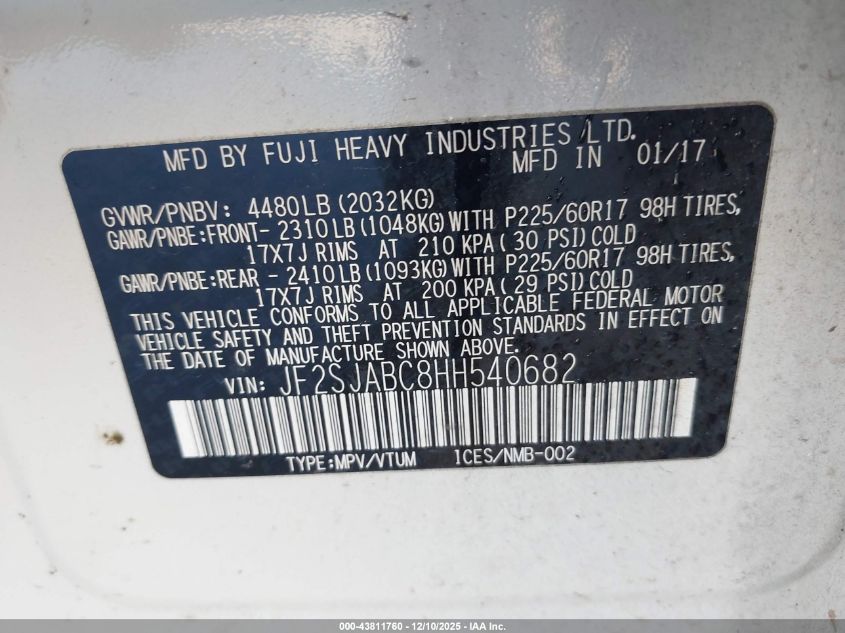 MFD BY FUJI HEAVY INDUSTRIES LTD.
MFD IN 01/17
GVWR/PNBV: 4480LB(2032KG)
GAWR/PNBE:FRONT- 2310LB(1048KG)WITH P225/60R17 98H TIRES,
17X7J RIMS AT 210 KPA(30 PSI)COLD
GAWR/PNBE:REAR - 2410LB(1093KG)WITH P225/60R17 98H TIRES,
17X7J RIMS AT 200 KPA(29 PSI)COLD
THIS VEHICLE CONFORMS TO ALL APPLICABLE FEDERAL MOTOR
VEHICLE SAFETY AND THEFT PREVENTION STANDARDS IN EFFECT ON
THE DATE OF MANUFACTURE SHOWN ABOVE.
VIN: JF2SJABC8HH540682
TYPE:MPV/VTUM ICES/NMB-002
000-43811760 - 12/10/2025 - IAA Inc.